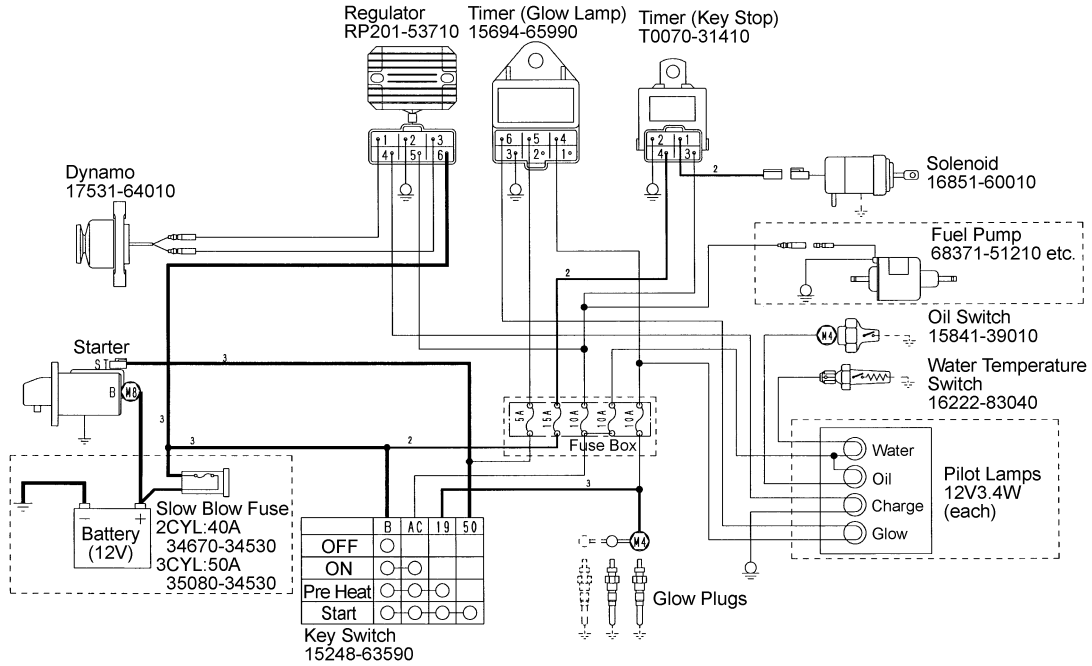 Regulator
RP201-53710
Timer (Glow Lamp)
15694-65990
Timer (Key Stop)
T0070-31410
1 2 3
4 5 6
6 5 4
3 2 1
2 1
4 3
2
Solenoid
16851-60010
Dynamo
17531-64010
Fuel Pump
68371-51210 etc.
2
Oil Switch
15841-39010
M4
Water Temperature
Switch
16222-83040
Starter
ST
B
M8
3
3
3
2
5A
15A
10A
10A
10A
Fuse Box
Pilot Lamps
12V3.4W
(each)
Water
Oil
Charge
Glow
Slow Blow Fuse
2CYL:40A
34670-34530
3CYL:50A
35080-34530
− +
Battery
(12V)
3
B AC 19 50
OFF
ON
Pre Heat
Start
Key Switch
15248-63590
M4
Glow Plugs